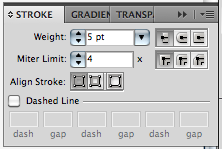 STROKE GRADIEN TRANSP
Weight: 5 pt
Miter Limit: 4 x
Align Stroke:
Dashed Line
dash gap dash gap dash gap